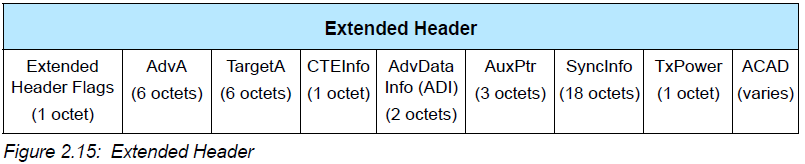 Extended Header
Extended Header Flags (1 octet)
AdvA (6 octets)
TargetA (6 octets)
CTEInfo (1 octet)
AdvData Info (ADI) (2 octets)
AuxPtr (3 octets)
SyncInfo (18 octets)
TxPower (1 octet)
ACAD (varies)
Figure 2.15: Extended Header